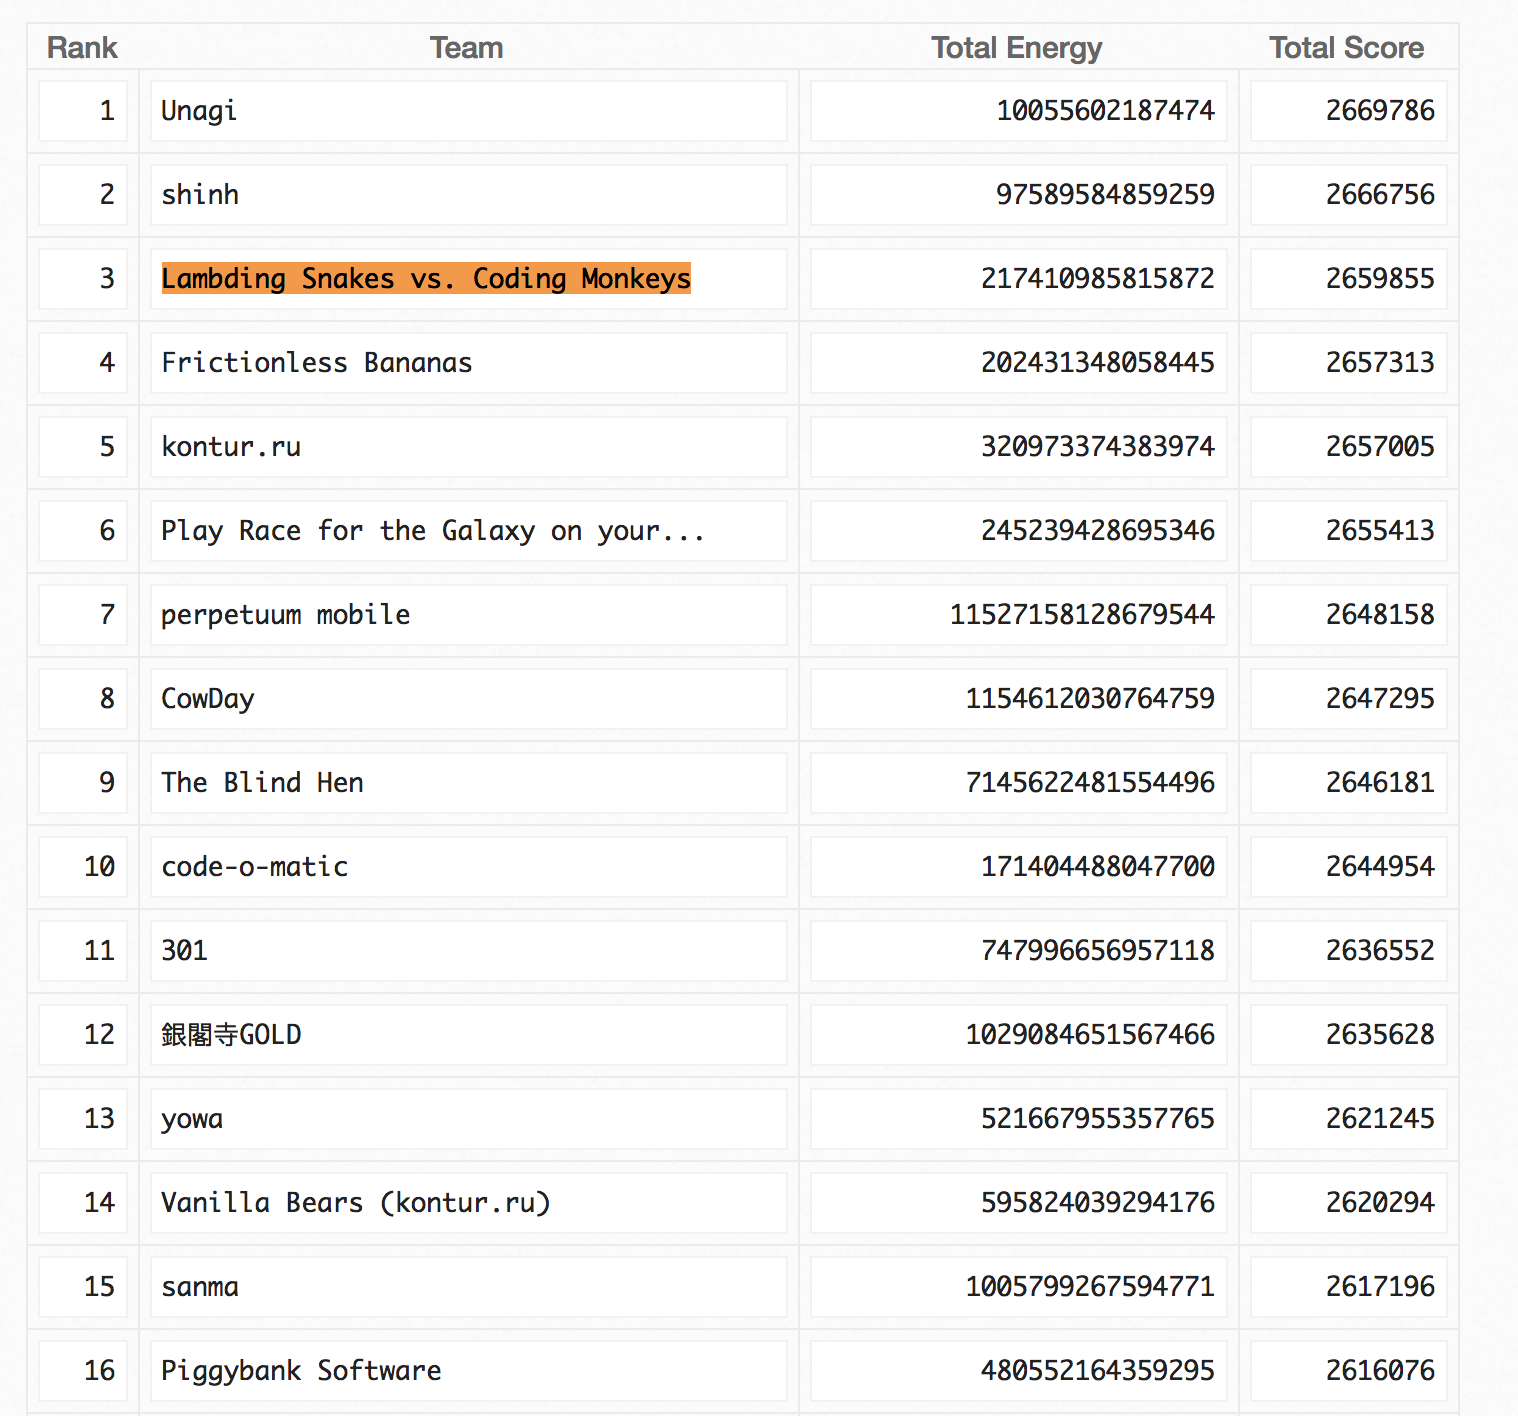 Rank Team Total Energy Total Score
1 Unagi 10055602187474 2669786
2 shinh 97589584859259 2666756
3 Lambding Snakes vs. Coding Monkeys 217410985815872 2659855
4 Frictionless Bananas 202431348058445 2657313
5 kontur.ru 320973374383974 2657005
6 Play Race for the Galaxy on your... 245239428695346 2655413
7 perpetuum mobile 11527158128679544 2648158
8 CowDay 1154612030764759 2647295
9 The Blind Hen 7145622481554496 2646181
10 code-o-matic 171404488047700 2644954
11 301 747996656957118 2636552
12 銀閣寺GOLD 1029084651567466 2635628
13 yowa 521667955357765 2621245
14 Vanilla Bears (kontur.ru) 595824039294176 2620294
15 sanma 1005799267594771 2617196
16 Piggybank Software 480552164359295 2616076